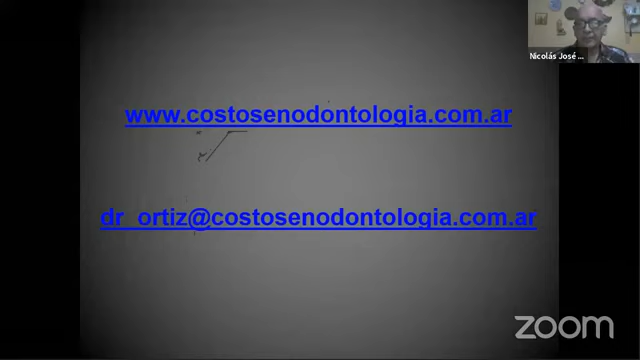 Nicolás José ...
www.costosenodontologia.com.ar
dr_ortiz@costosenodontologia.com.ar
zoom